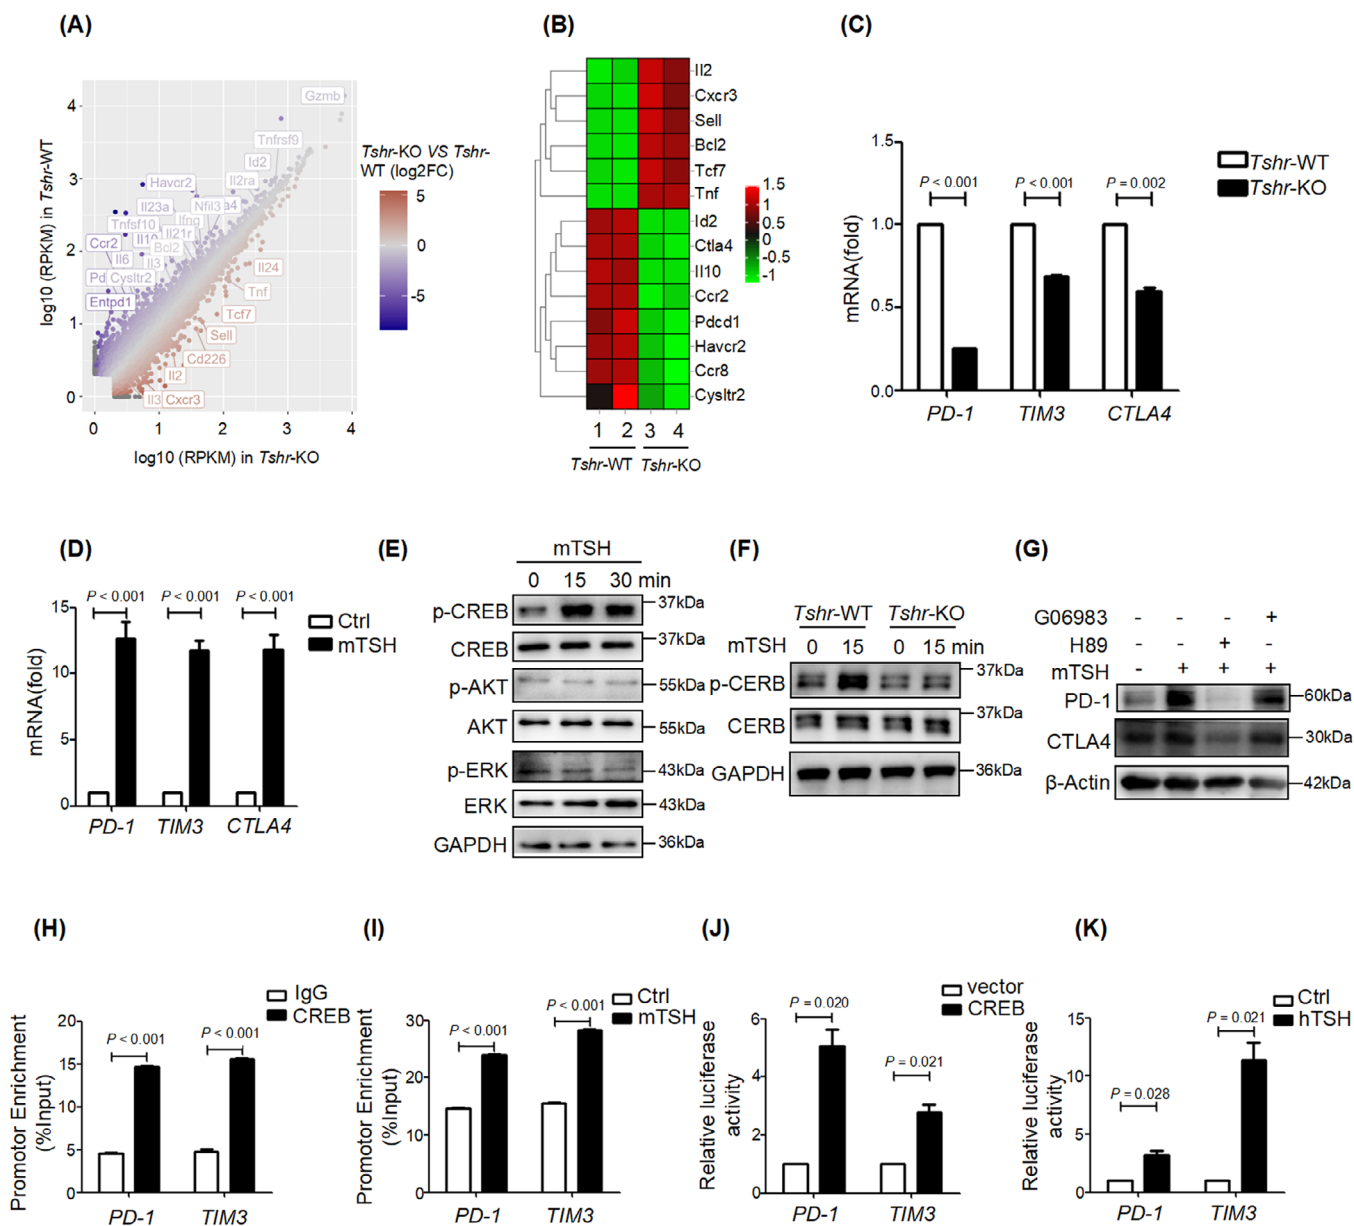 (A)
log10 (RPKM) in Tshr-WT
4
3
2
1
0
Gzmb
Tnfrsf9
Id2
Havcr2
Il2ra
Il23a
Nfil3
a4
Tnfsf10
Ifng
Il10
Il21r
Ccr2
Bcl2
Il6
Il3
Pd
Cysltr2
Il24
Entpd1
Tnf
Tcf7
Sell
Cd226
Il2
Il3
Cxcr3
0 1 2 3 4
log10 (RPKM) in Tshr-KO
Tshr-KO VS Tshr-
WT (log2FC)
5
0
-5
(B)
Il2
Cxcr3
Sell
Bcl2
Tcf7
Tnf
Id2
Ctla4
Il10
Ccr2
Pdcd1
Havcr2
Ccr8
Cysltr2
1 2 3 4
Tshr-WT Tshr-KO
1.5
1
0.5
0
-0.5
-1
(C)
mRNA(fold)
1.5
1.0
0.5
0.0
P < 0.001 P < 0.001 P = 0.002
PD-1 TIM3 CTLA4
Tshr-WT
Tshr-KO
(D)
mRNA(fold)
15
10
5
0
P < 0.001 P < 0.001 P < 0.001
PD-1 TIM3 CTLA4
Ctrl
mTSH
(E)
mTSH
0 15 30 min
p-CREB 37kDa
CREB 37kDa
p-AKT 55kDa
AKT 55kDa
p-ERK 43kDa
ERK 43kDa
GAPDH 36kDa
(F)
Tshr-WT Tshr-KO
mTSH 0 15 0 15 min
p-CERB 37kDa
CERB 37kDa
GAPDH 36kDa
(G)
G06983 - - - +
H89 - - + -
mTSH - + + +
PD-1 60kDa
CTLA4 30kDa
β-Actin 42kDa
(H)
Promotor Enrichment
(%Input)
20
15
10
5
0
P < 0.001 P < 0.001
PD-1 TIM3
IgG
CREB
(I)
Promotor Enrichment
(%Input)
30
20
10
0
P < 0.001 P < 0.001
PD-1 TIM3
Ctrl
mTSH
(J)
Relative luciferase
activity
6
4
2
0
P = 0.020
P = 0.021
PD-1 TIM3
vector
CREB
(K)
Relative luciferase
activity
15
10
5
0
P = 0.028
P = 0.021
PD-1 TIM3
Ctrl
hTSH